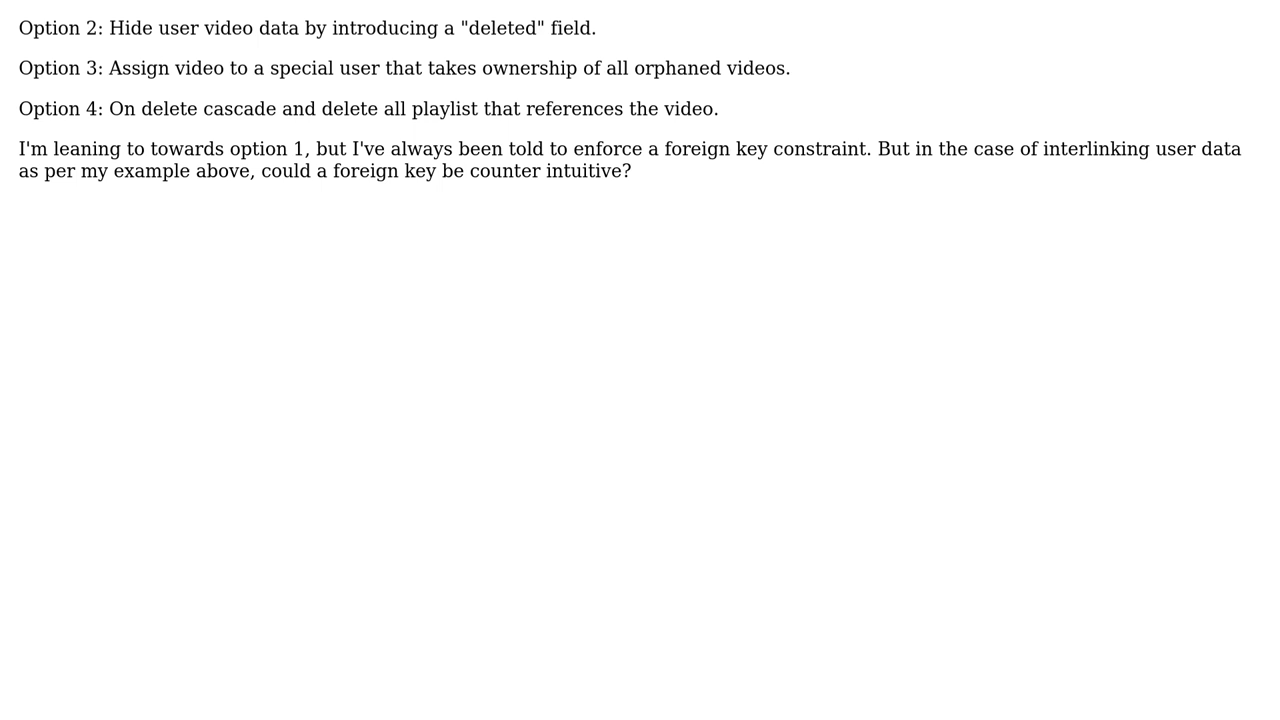 Option 2: Hide user video data by introducing a "deleted" field.
Option 3: Assign video to a special user that takes ownership of all orphaned videos.
Option 4: On delete cascade and delete all playlist that references the video.
I'm leaning to towards option 1, but I've always been told to enforce a foreign key constraint. But in the case of interlinking user data
as per my example above, could a foreign key be counter intuitive?